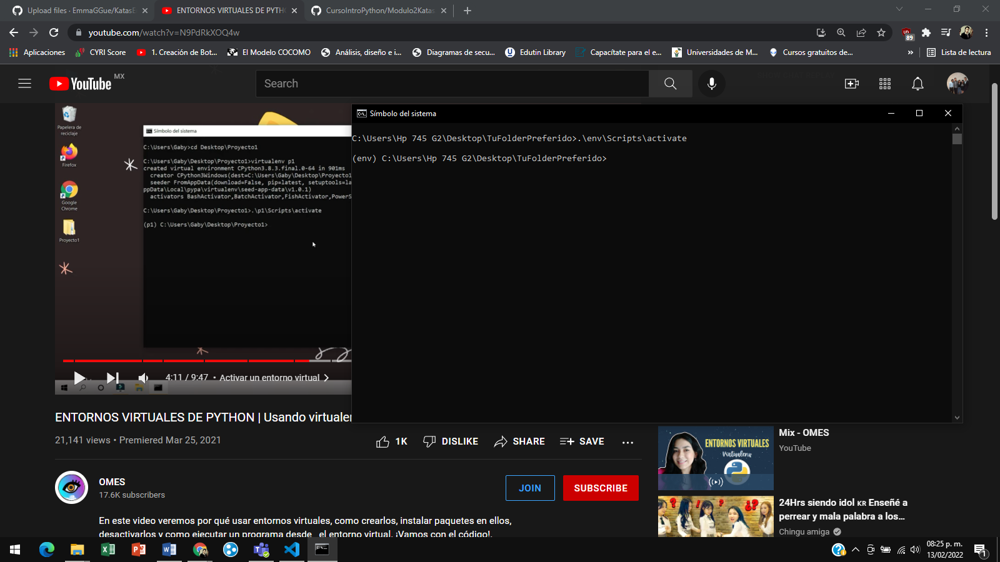 Upload files · EmmaGGue/KatasE
ENTORNOS VIRTUALES DE PYTH
CursoIntroPython/Modulo2Katas
youtube.com/watch?v=N9PdRkXOQ4w
89
Aplicaciones
CYRI Score
1. Creación de Bot...
El Modelo COCOMO
Análisis, diseño e i...
Diagramas de secu...
Edutin Library
Capacítate para el e...
Universidades de M...
Cursos gratuitos de...
»
Lista de lectura
YouTube MX
Search
Papelera de
reciclaje
Firefox
Google
Chrome
Proyecto1
Símbolo del sistema
C:\Users\Gaby>cd Desktop\Proyecto1
C:\Users\Gaby\Desktop\Proyecto1>virtualenv p1
created virtual environment CPython3.8.3.final.0-64 in 901ms
creator CPython3Windows(dest=C:\Users\Gaby\Desktop\Proyecto1
seeder FromAppData(download=False, pip=latest, setuptools=la
ppData\Local\pypa\virtualenv\seed-app-data\v1.0.1)
activators BashActivator,BatchActivator,FishActivator,PowerS
C:\Users\Gaby\Desktop\Proyecto1>.\p1\Scripts\activate
(p1) C:\Users\Gaby\Desktop\Proyecto1>
Símbolo del sistema
C:\Users\Hp 745 G2\Desktop\TuFolderPreferido>.\env\Scripts\activate
(env) C:\Users\Hp 745 G2\Desktop\TuFolderPreferido>
4:11 / 9:47 • Activar un entorno virtual
ENTORNOS VIRTUALES DE PYTHON | Usando virtualen
21,141 views • Premiered Mar 25, 2021
1K
DISLIKE
SHARE
SAVE
...
OMES
17.6K subscribers
JOIN
SUBSCRIBE
En este video veremos por qué usar entornos virtuales, como crearlos, instalar paquetes en ellos,
desactivarlos y como ejecutar un programa desde el entorno virtual. ¡Vamos con el código!.
ENTORNOS VIRTUALES
Virtualenv
Mix - OMES
YouTube
24Hrs siendo idol KR Enseñé a
perrear y mala palabra a los...
Chingu amiga
08:25 p. m.
13/02/2022
1